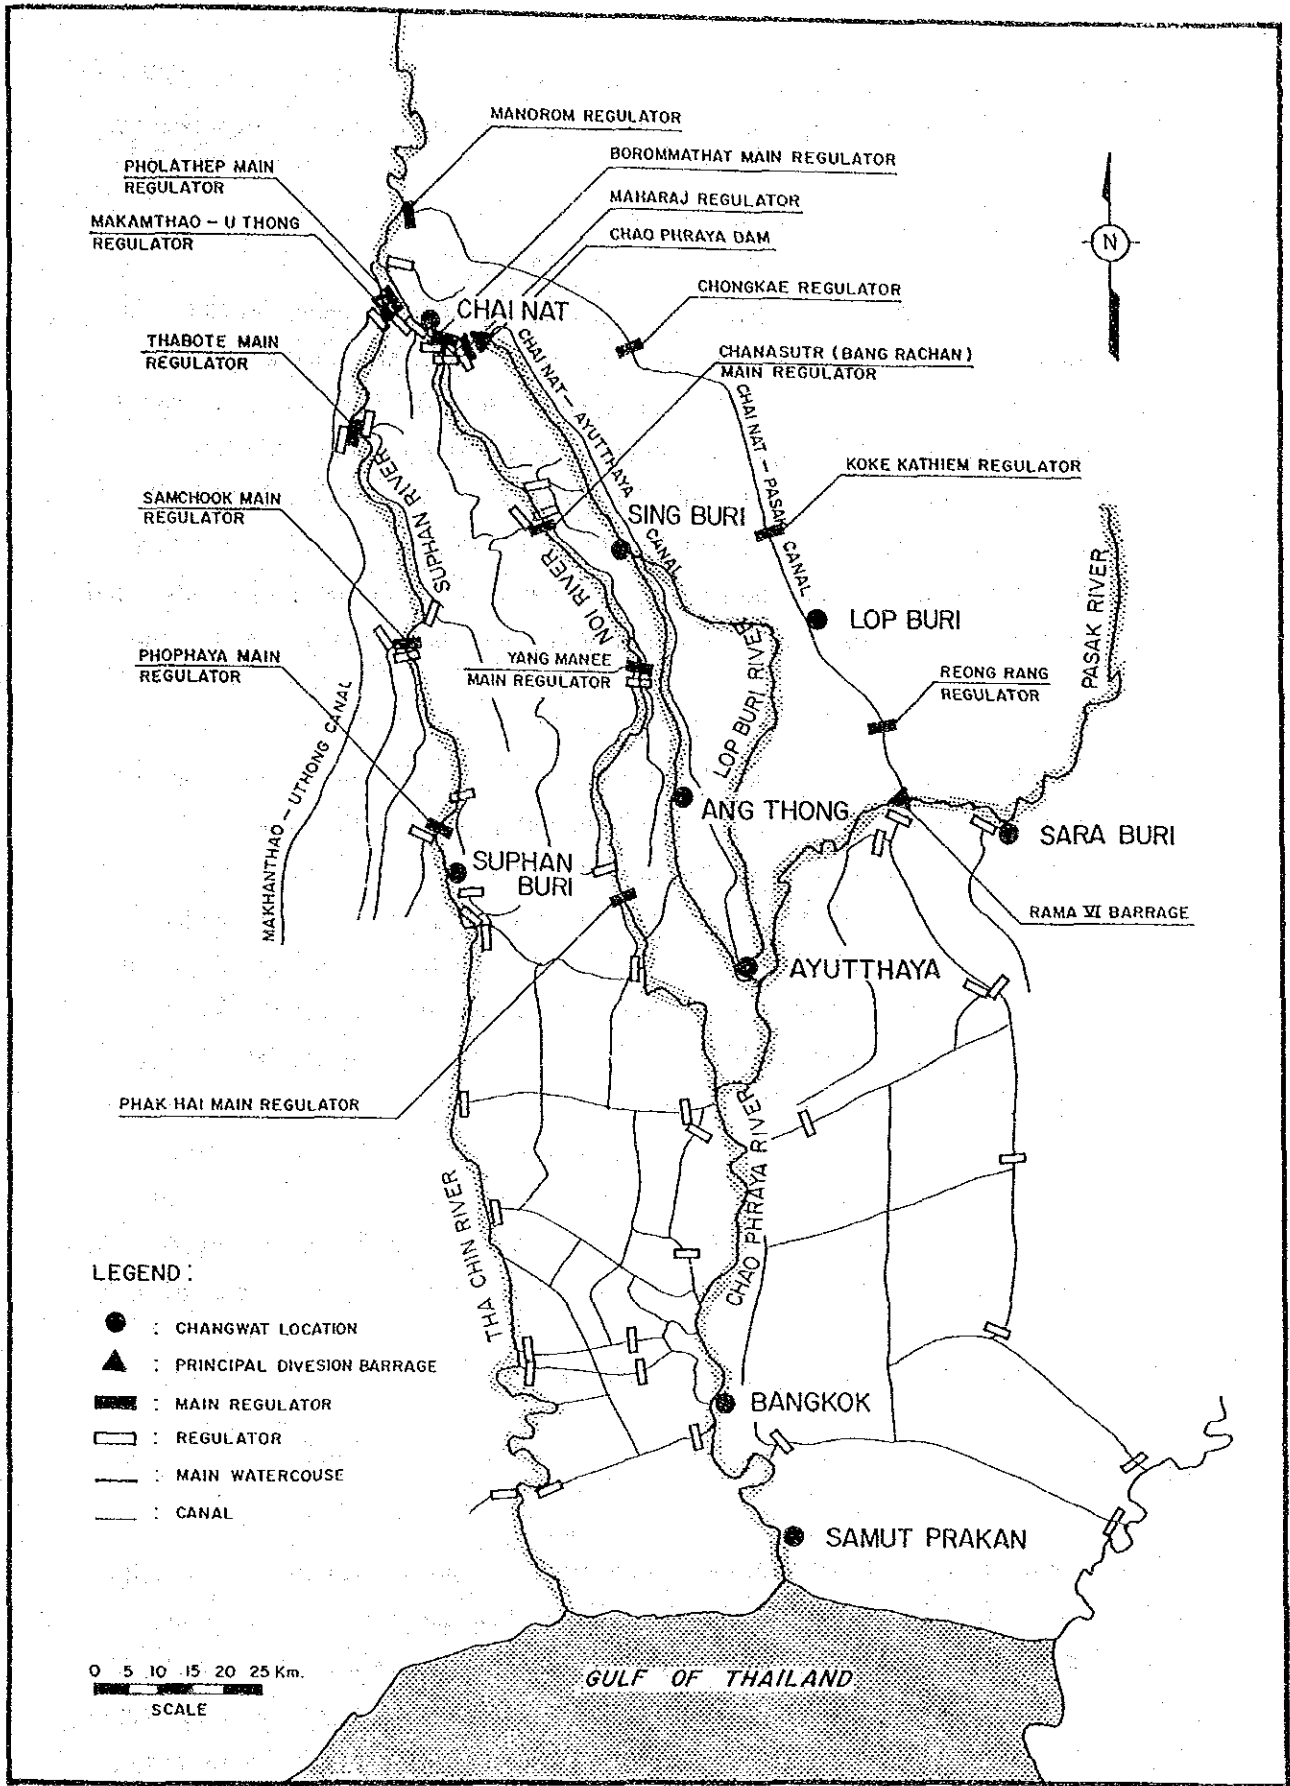 MANOROM REGULATOR
PHOLATHEP MAIN
REGULATOR
BOROMMATHAT MAIN REGULATOR
MAKAMTHAO - U THONG
REGULATOR
MAHARAJ REGULATOR
CHAO PHRAYA DAM
N
CHONGKAE REGULATOR
CHAI NAT
THABOTE MAIN
REGULATOR
CHANASUTR (BANG RACHAN)
MAIN REGULATOR
CHAI NAT - AYUTTHAYA CANAL
CHAI NAT - PASAK CANAL
KOKE KATHIEM REGULATOR
SAMCHOOK MAIN
REGULATOR
SUPHAN RIVER
SING BURI
NOI RIVER
PASAK RIVER
LOP BURI
PHOPHAYA MAIN
REGULATOR
YANG MANEE
MAIN REGULATOR
LOP BURI RIVER
REONG RANG
REGULATOR
MAKHANTHAO - UTHONG CANAL
ANG THONG
SARA BURI
SUPHAN
BURI
RAMA VI BARRAGE
AYUTTHAYA
PHAK HAI MAIN REGULATOR
CHAO PHRAYA RIVER
THA CHIN RIVER
LEGEND :
: CHANGWAT LOCATION
: PRINCIPAL DIVESION BARRAGE
: MAIN REGULATOR
: REGULATOR
: MAIN WATERCOUSE
: CANAL
BANGKOK
SAMUT PRAKAN
GULF OF THAILAND
0 5 10 15 20 25 Km.
SCALE